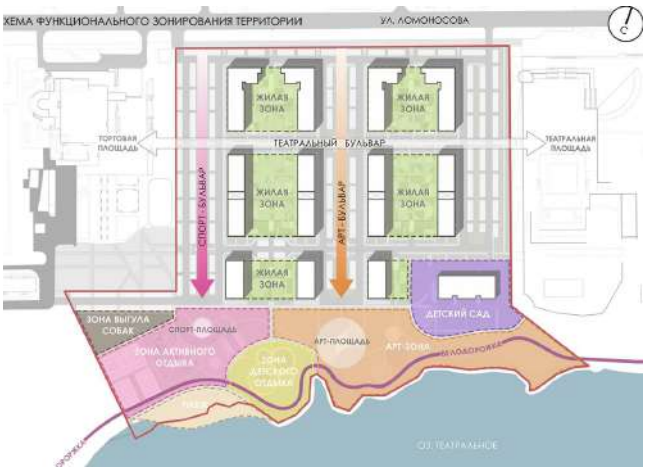 ХЕМА ФУНКЦИОНАЛЬНОГО ЗОНИРОВАНИЯ ТЕРРИТОРИИ
УЛ. ЛОМОНОСОВА
С
ЖИЛАЯ
ЗОНА
ЖИЛАЯ
ЗОНА
ТОРГОВАЯ
ПЛОЩАДЬ
ТЕАТРАЛЬНЫЙ БУЛЬВАР
ТЕАТРАЛЬНАЯ
ПЛОЩАДЬ
СПОРТ - БУЛЬВАР
ЖИЛАЯ
ЗОНА
АРТ - БУЛЬВАР
ЖИЛАЯ
ЗОНА
ЖИЛАЯ
ЗОНА
ДЕТСКИЙ САД
ЗОНА ВЫГУЛА
СОБАК
СПОРТ-ПЛОЩАДЬ
АРТ-ПЛОЩАДЬ
АРТ-ЗОНА
ВЕЛОДОРОЖКА
ЗОНА АКТИВНОГО
ОТДЫХА
ЗОНА
ДЕТСКОГО
ОТДЫХА
ПЛЯЖ
ОЗ. ТЕАТРАЛЬНОЕ
ОРОЖКА